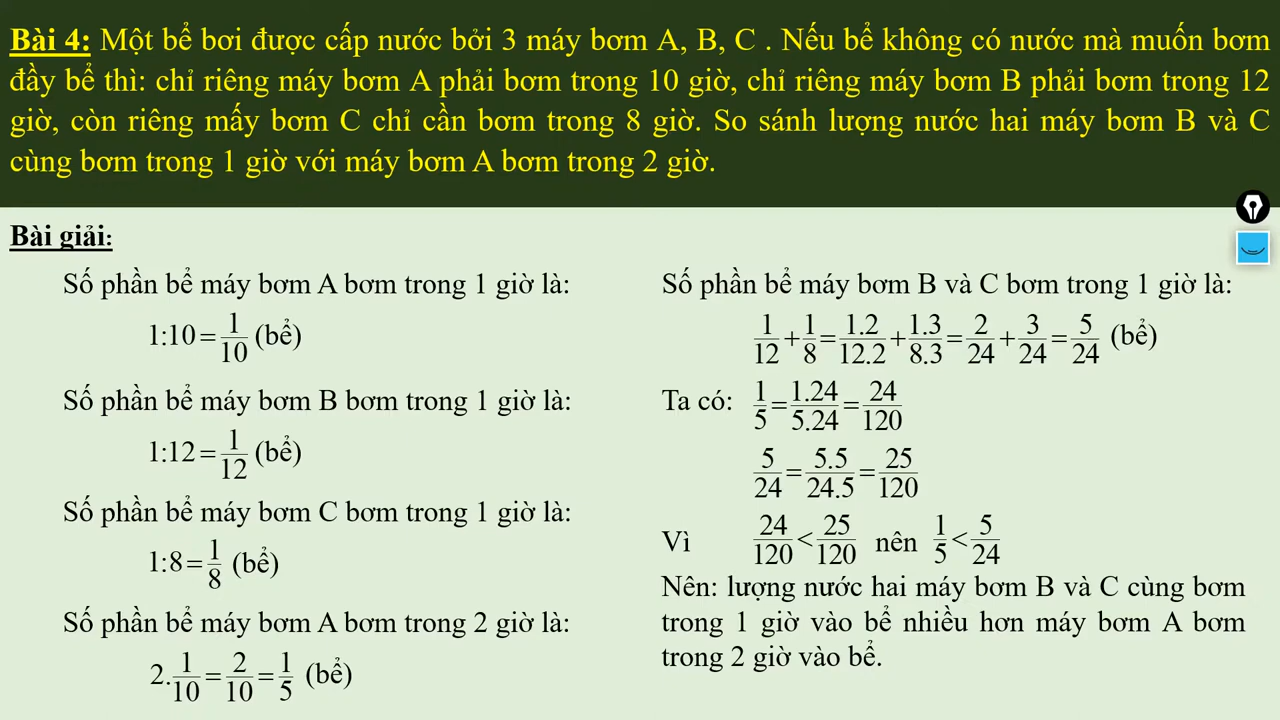 Bài 4: Một bể bơi được cấp nước bởi 3 máy bơm A, B, C . Nếu bể không có nước mà muốn bơm
đầy bể thì: chỉ riêng máy bơm A phải bơm trong 10 giờ, chỉ riêng máy bơm B phải bơm trong 12
giờ, còn riêng mấy bơm C chỉ cần bơm trong 8 giờ. So sánh lượng nước hai máy bơm B và C
cùng bơm trong 1 giờ với máy bơm A bơm trong 2 giờ.
Bài giải:
Số phần bể máy bơm A bơm trong 1 giờ là:
1:10 = 1/10 (bể)
Số phần bể máy bơm B bơm trong 1 giờ là:
1:12 = 1/12 (bể)
Số phần bể máy bơm C bơm trong 1 giờ là:
1:8 = 1/8 (bể)
Số phần bể máy bơm A bơm trong 2 giờ là:
2.1/10 = 2/10 = 1/5 (bể)
Số phần bể máy bơm B và C bơm trong 1 giờ là:
1/12 + 1/8 = 1.2/12.2 + 1.3/8.3 = 2/24 + 3/24 = 5/24 (bể)
Ta có: 1/5 = 1.24/5.24 = 24/120
5/24 = 5.5/24.5 = 25/120
Vì 24/120 < 25/120 nên 1/5 < 5/24
Nên: lượng nước hai máy bơm B và C cùng bơm
trong 1 giờ vào bể nhiều hơn máy bơm A bơm
trong 2 giờ vào bể.